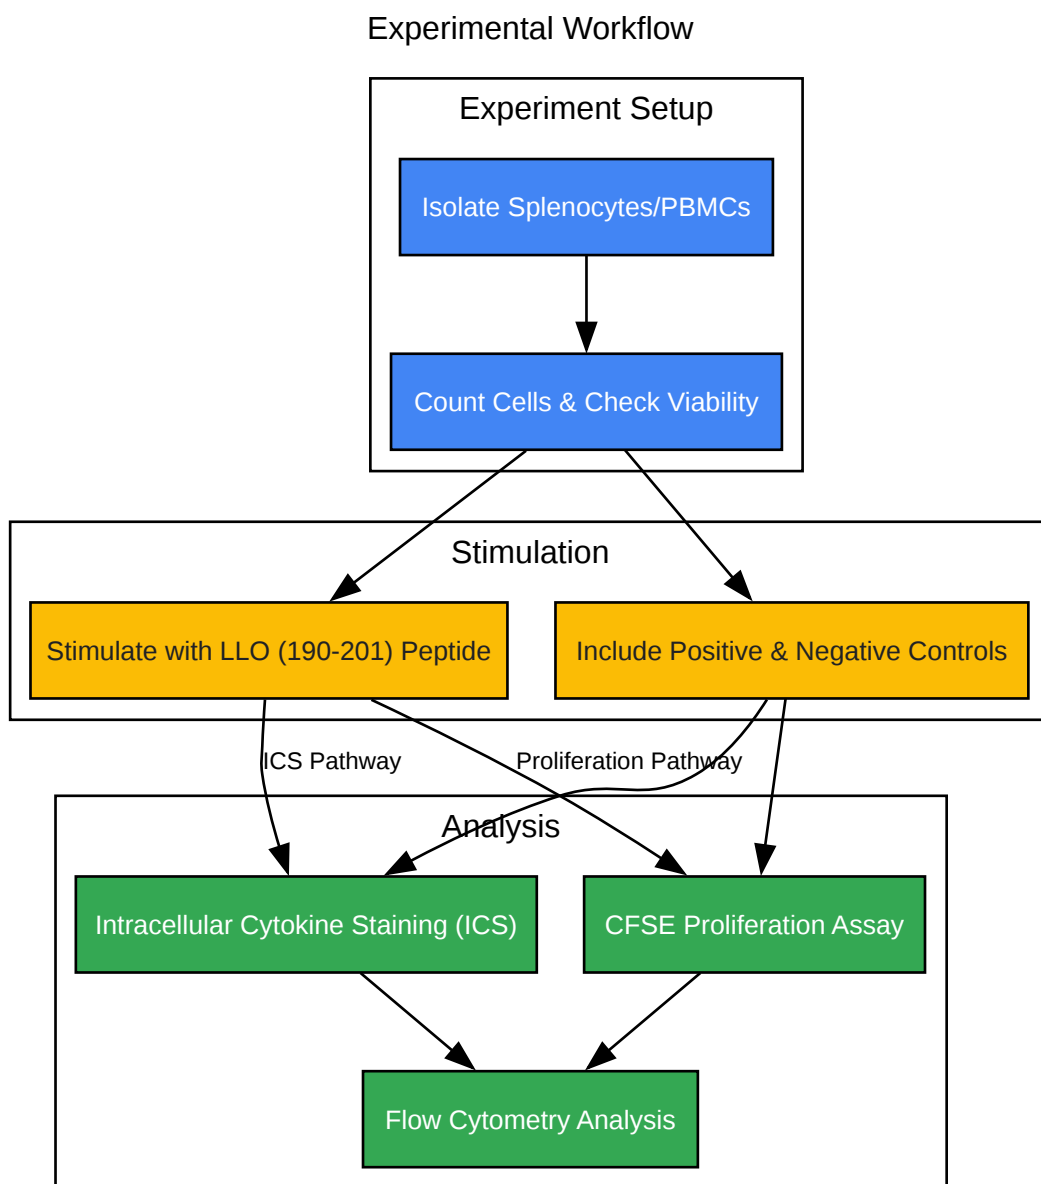 Experimental Workflow
Experiment Setup
Isolate Splenocytes/PBMCs
Count Cells & Check Viability
Stimulation
Stimulate with LLO (190-201) Peptide
Include Positive & Negative Controls
ICS Pathway
Proliferation Pathway
Analysis
Intracellular Cytokine Staining (ICS)
CFSE Proliferation Assay
Flow Cytometry Analysis